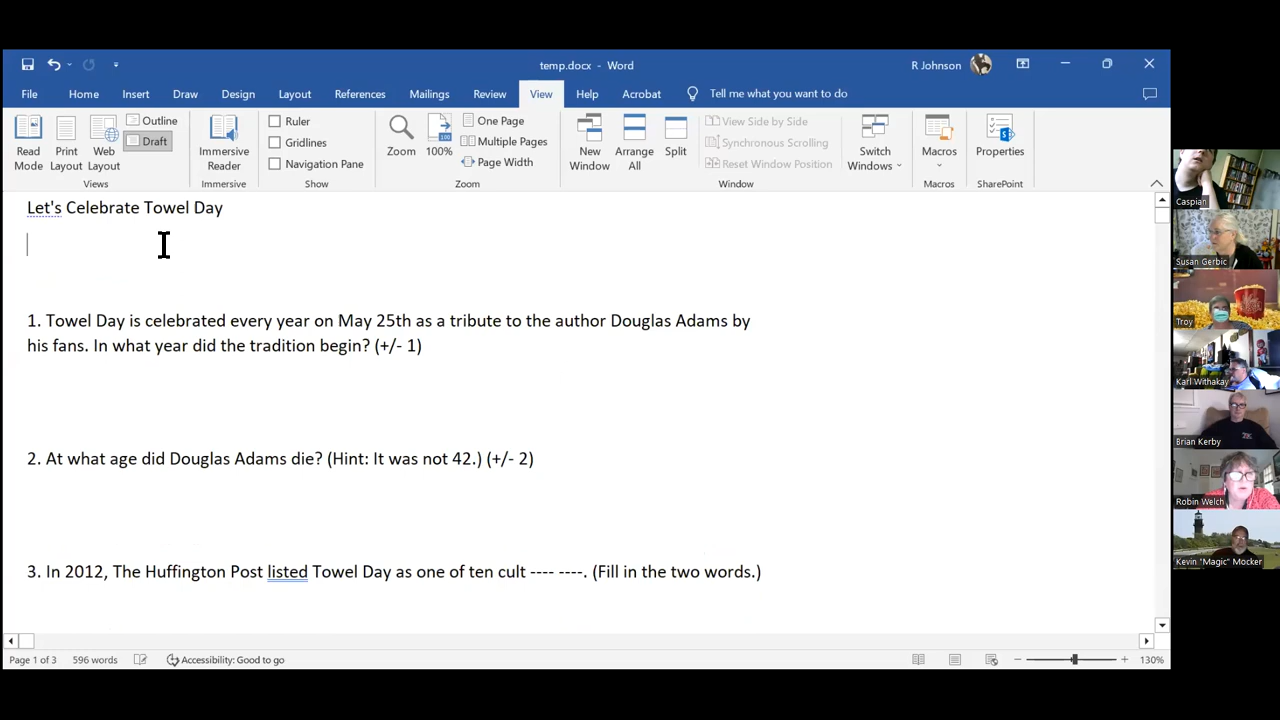 temp.docx - Word
R Johnson
File Home Insert Draw Design Layout References Mailings Review View Help Acrobat Tell me what you want to do
Read Mode
Print Layout
Web Layout
Outline
Draft
Views
Immersive Reader
Immersive
Ruler
Gridlines
Navigation Pane
Show
Zoom
100%
One Page
Multiple Pages
Page Width
Zoom
New Window
Arrange All
Split
View Side by Side
Synchronous Scrolling
Reset Window Position
Window
Switch Windows
Macros
Macros
Properties
SharePoint
Let's Celebrate Towel Day
1. Towel Day is celebrated every year on May 25th as a tribute to the author Douglas Adams by
his fans. In what year did the tradition begin? (+/- 1)
2. At what age did Douglas Adams die? (Hint: It was not 42.) (+/- 2)
3. In 2012, The Huffington Post listed Towel Day as one of ten cult ---- ----. (Fill in the two words.)
Page 1 of 3 596 words Accessibility: Good to go 130%
Caspian
Susan Gerbic
Troy
Karl Withakay
Brian Kerby
Robin Welch
Kevin "Magic" Mocker